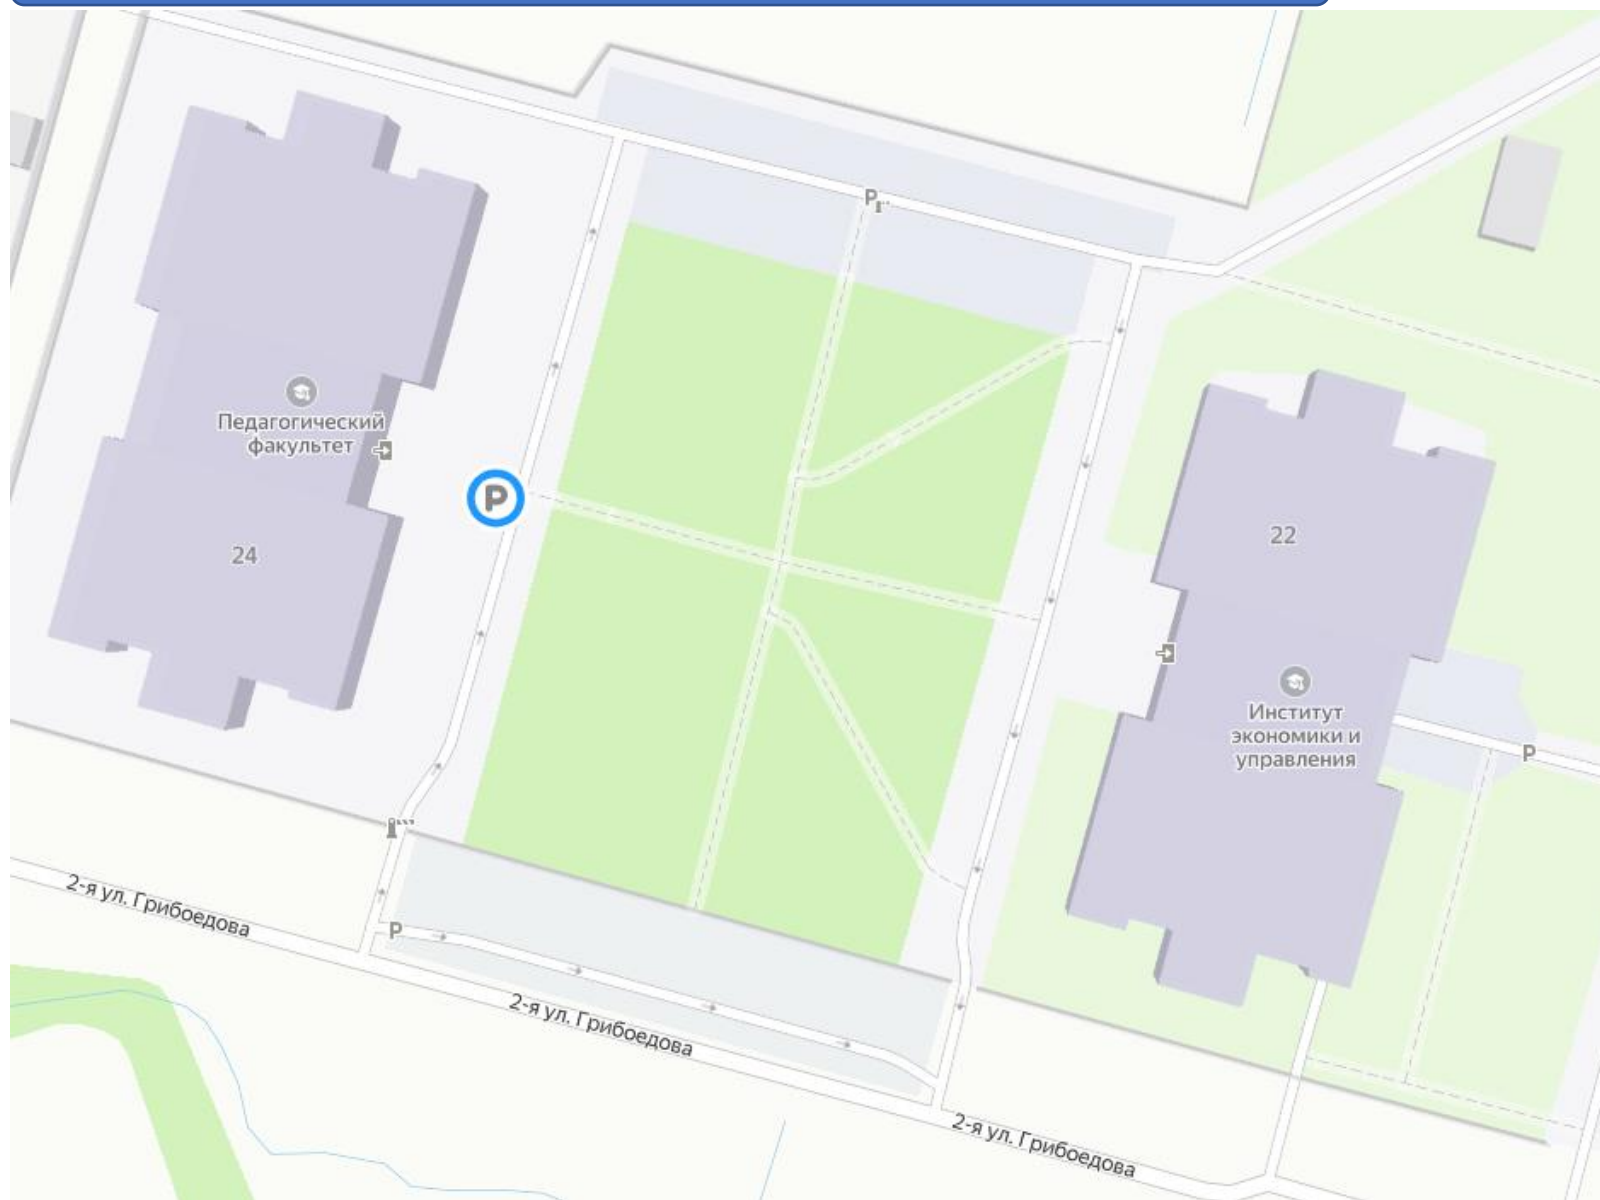 P
Педагогический
факультет
P
24
22
Институт
экономики и
управления
P
2-я ул. Грибоедова
P
2-я ул. Грибоедова
2-я ул. Грибоедова